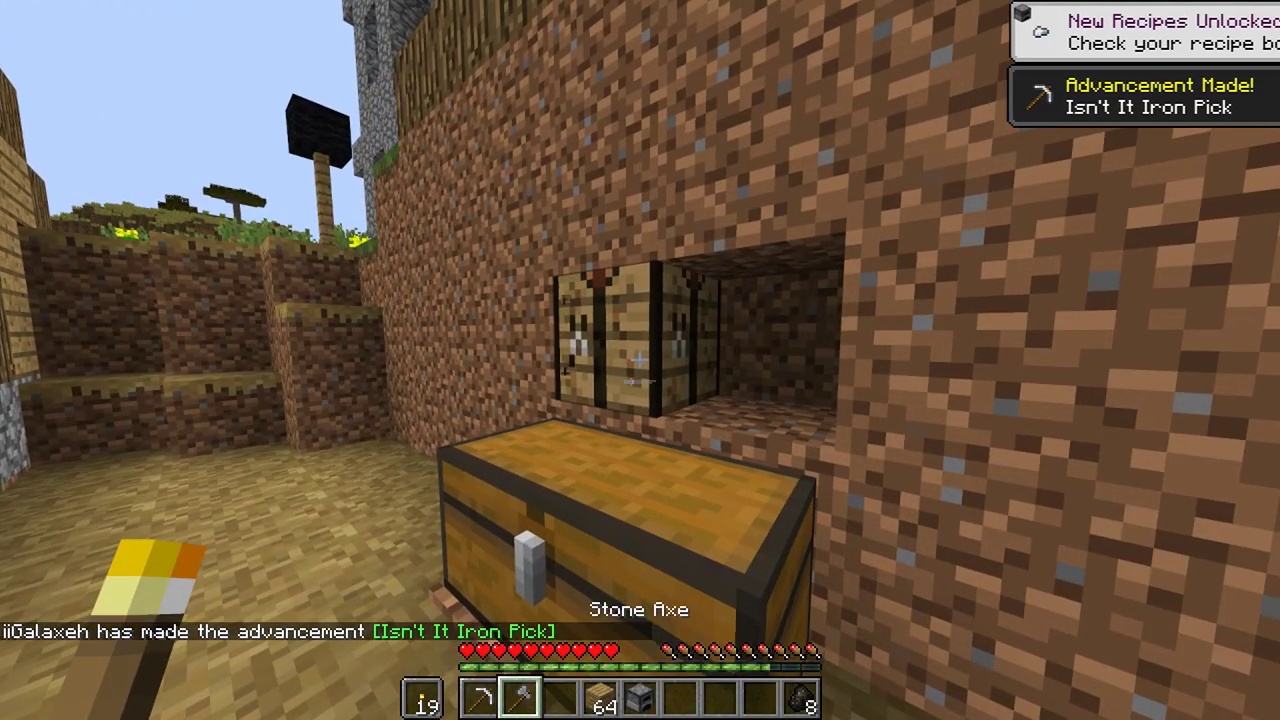 New Recipes Unlocked
Check your recipe bo
Advancement Made!
Isn't It Iron Pick
Stone Axe
iiGalaxeh has made the advancement [Isn't It Iron Pick]
19
64
8